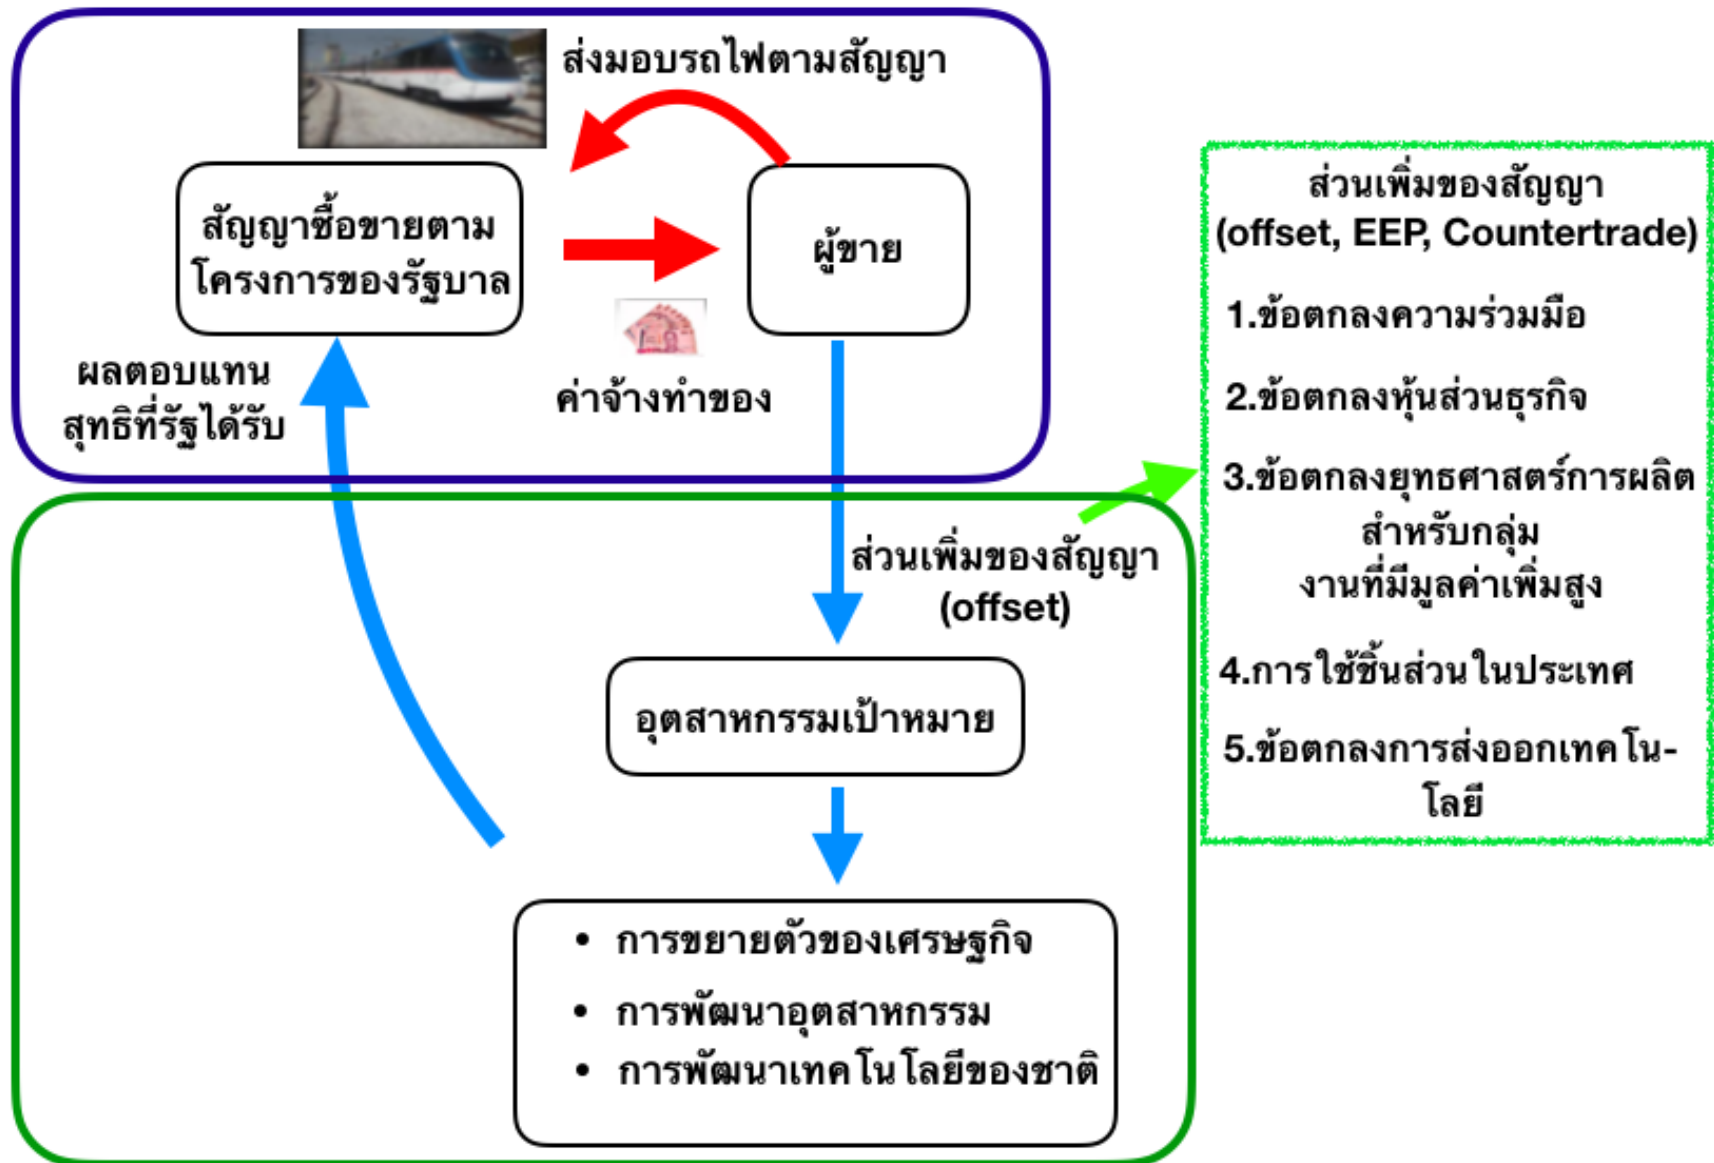 ส่งมอบรถไฟตามสัญญา
สัญญาซื้อขายตาม
โครงการของรัฐบาล
ผู้ขาย
ค่าจ้างทำของ
ผลตอบแทน
สุทธิที่รัฐได้รับ
ส่วนเพิ่มของสัญญา
(offset)
อุตสาหกรรมเป้าหมาย
• การขยายตัวของเศรษฐกิจ
• การพัฒนาอุตสาหกรรม
• การพัฒนาเทคโนโลยีของชาติ
ส่วนเพิ่มของสัญญา
(offset, EEP, Countertrade)
1.ข้อตกลงความร่วมมือ
2.ข้อตกลงหุ้นส่วนธุรกิจ
3.ข้อตกลงยุทธศาสตร์การผลิต
สำหรับกลุ่ม
งานที่มีมูลค่าเพิ่มสูง
4.การใช้ชิ้นส่วนในประเทศ
5.ข้อตกลงการส่งออกเทคโน-
โลยี